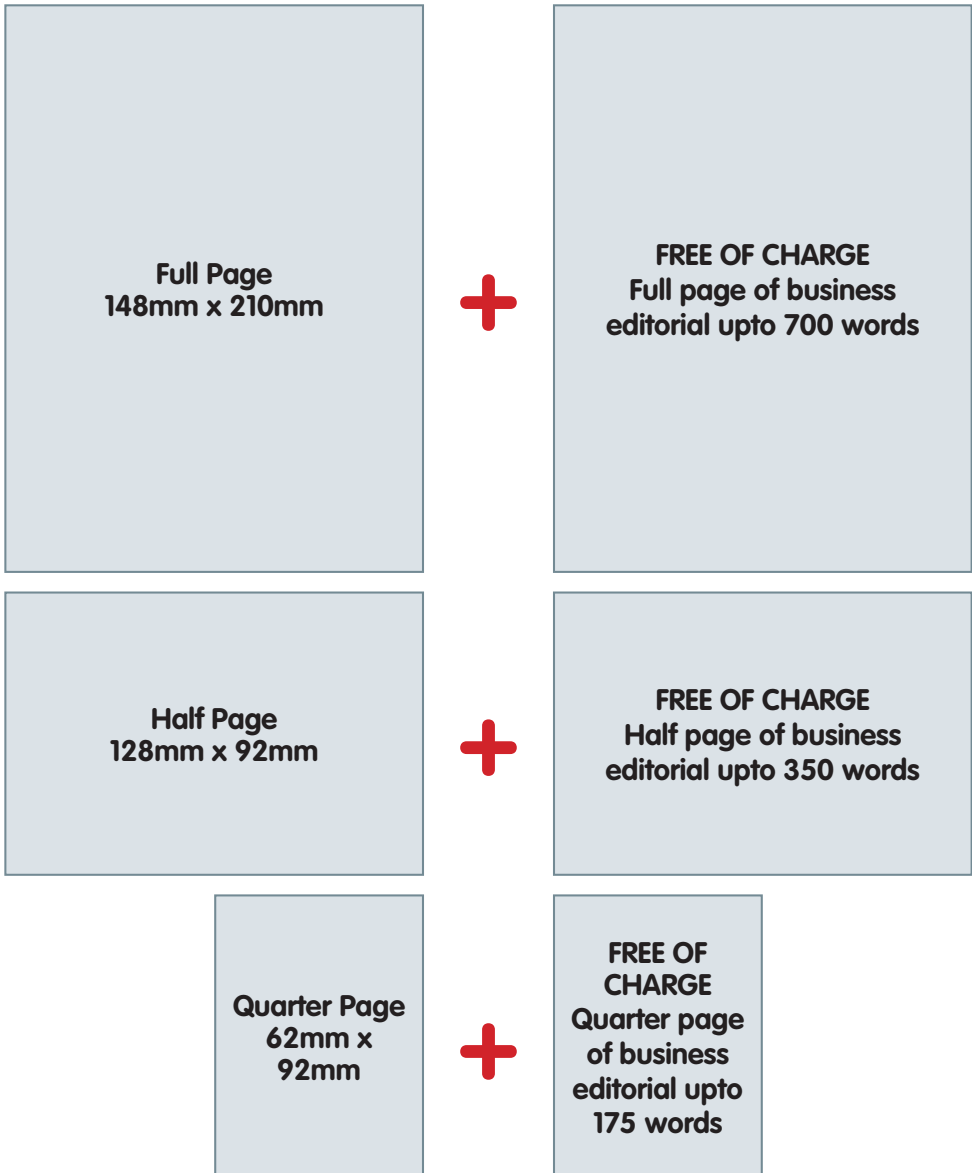 Full Page
148mm x 210mm
FREE OF CHARGE
Full page of business
editorial upto 700 words
Half Page
128mm x 92mm
FREE OF CHARGE
Half page of business
editorial upto 350 words
Quarter Page
62mm x
92mm
FREE OF
CHARGE
Quarter page
of business
editorial upto
175 words